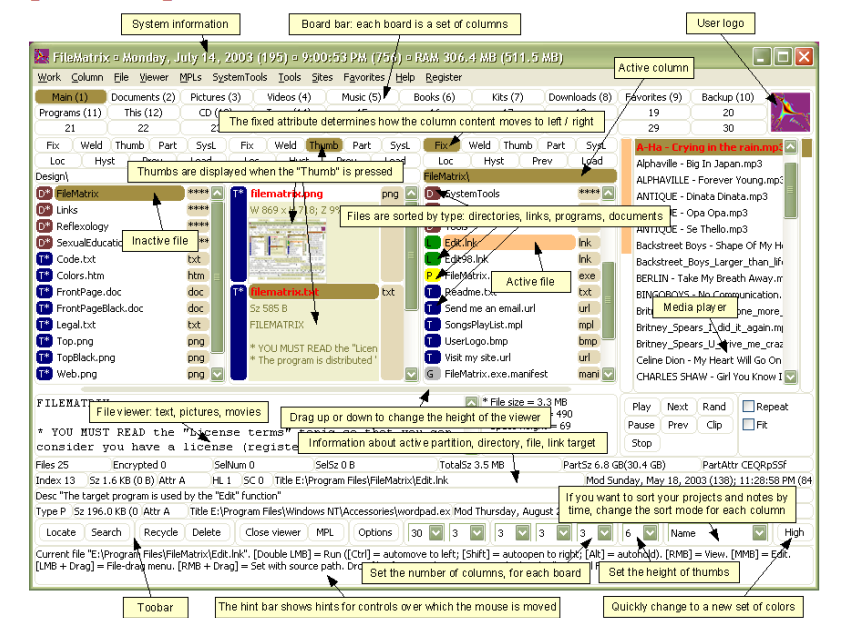 System information
Board bar: each board is a set of columns
User logo
FileMatrix Monday, July 14, 2003 (195) 9:00:53 PM (756) RAM 306.4 MB (511.5 MB)
Active column
Work Column File Viewer MPLs SystemTools Tools Sites Favorites Help Register
Main (1) Documents (2) Pictures (3) Videos (4) Music (5) Books (6) Kits (7) Downloads (8) Favorites (9) Backup (10)
Programs (11) This (12) 19 20
The fixed attribute determines how the column content moves to left / right
21 22 29 30
Fix Weld Thumb Part SysL Fix Weld Thumb Part SysL Fix Weld Thumb Part SysL
Loc Hyst Loc Hyst Prev Load
Thumbs are displayed when the "Thumb" is pressed
Design\
FileMatrix\
D* FileMatrix ****
D* Links ****
D* Reflexology
D* SexualEducati
Inactive file
T* Code.txt txt
T* Colors.htm htm
T* FrontPage.doc doc
T* FrontPageBlack.doc doc
T* Legal.txt txt
T* Top.png png
T* TopBlack.png png
T* Web.png png
T* filematrix.png png
W 869 x H 718; Z 9
T* filematrix.txt txt
Sz 585 B
FILEMATRIX
* YOU MUST READ the "Licen
* The program is distributed
D SystemTools ****
Files are sorted by type: directories, links, programs, documents
Tools
L Edit.lnk lnk
L Edit98.lnk lnk
P FileMatrix. exe
Active file
T Readme.txt txt
T Send me an email.url url
T SongsPlayList.mpl mpl
T UserLogo.bmp bmp
T Visit my site.url url
G FileMatrix.exe.manifest mani
A-Ha - Crying in the rain.mp3
Alphaville - Big In Japan.mp3
ALPHAVILLE - Forever Young.mp3
ANTIQUE - Dinata Dinata.mp3
ANTIQUE - Opa Opa.mp3
ANTIQUE - Se Thello.mp3
Backstreet Boys - Shape Of My He
Backstreet_Boys_Larger_than_life
BERLIN - Take My Breath Away.m
BINGOBOYS - No Communication.
Media player
Britney_Spears_I_did_it_again.mp
Britney_Spears_U_drive_me_craz
Celine Dion - My Heart Will Go On
CHARLES SHAW - Girl You Know I
FILEMATRIX
File viewer: text, pictures, movies
* YOU MUST READ the "License terms" topic so that you can
consider you have a license (registe
* File size = 3.3 MB
= 490
= 69
Drag up or down to change the height of the viewer
Information about active partition, directory, file, link target
Play Next Rand Repeat
Pause Prev Clip Fit
Stop
Files 25 Encrypted 0 SelNum 0 SelSz 0 B TotalSz 3.5 MB PartSz 6.8 GB(30.4 GB) PartAttr CEQRpSSf
Index 13 Sz 1.6 KB (0 B) Attr A HL 1 SC 0 Title E:\Program Files\FileMatrix\Edit.lnk Mod Sunday, May 18, 2003 (138); 11:28:58 PM (84
Desc "The target program is used by the "Edit" function"
If you want to sort your projects and notes by time, change the sort mode for each column
Type P Sz 196.0 KB (0 Attr A Title E:\Program Files\Windows NT\Accessories\wordpad.ex Mod Thursday, August
Locate Search Recycle Delete Close viewer MPL Options 30 3 3 3 3 3 6 Name High
Current file "E:\Program Files\FileMatrix\Edit.lnk". [Double LMB] = Run ([Ctrl] = automove to left; [Shift] = autoopen to right; [Alt] = autohold). [RMB] = View. [MMB] = Edit.
[LMB + Drag] = File-drag menu. [RMB + Drag] = Set with source path.
Set the number of columns, for each board
Set the height of thumbs
Toobar
The hint bar shows hints for controls over which the mouse is moved
Quickly change to a new set of colors